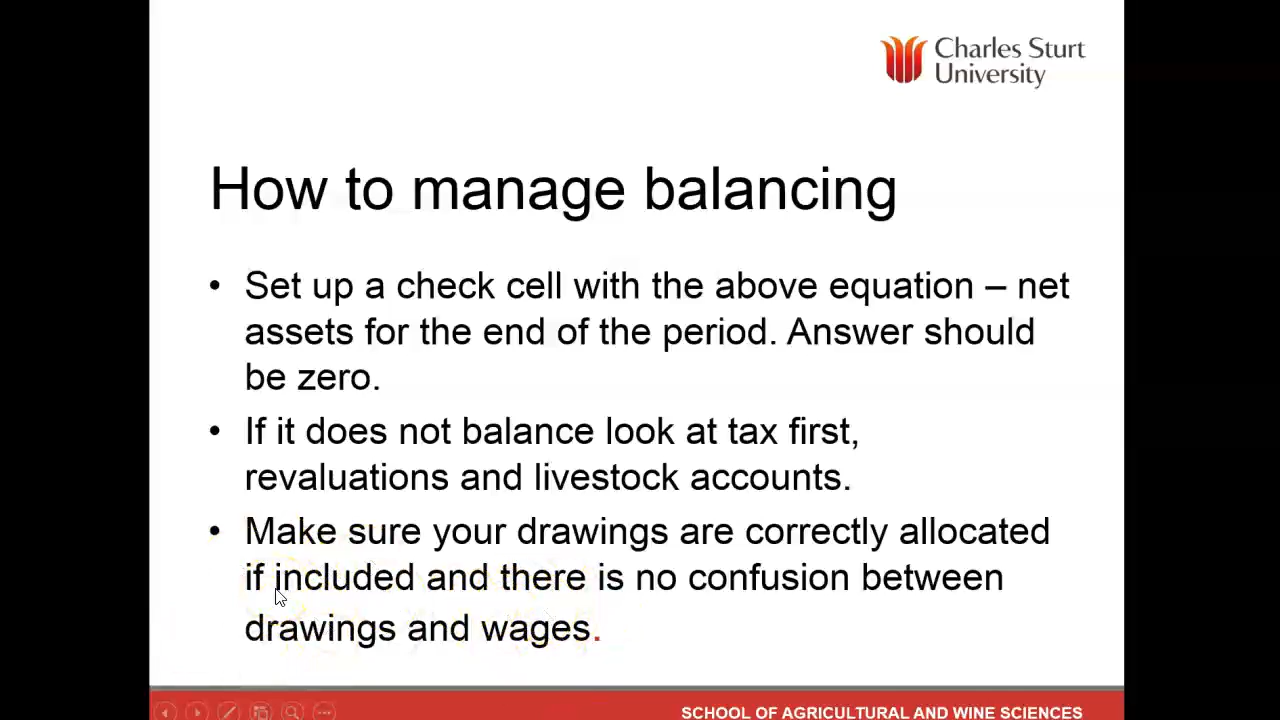 Charles Sturt
University
How to manage balancing
• Set up a check cell with the above equation – net
assets for the end of the period. Answer should
be zero.
• If it does not balance look at tax first,
revaluations and livestock accounts.
• Make sure your drawings are correctly allocated
if included and there is no confusion between
drawings and wages.
SCHOOL OF AGRICULTURAL AND WINE SCIENCES